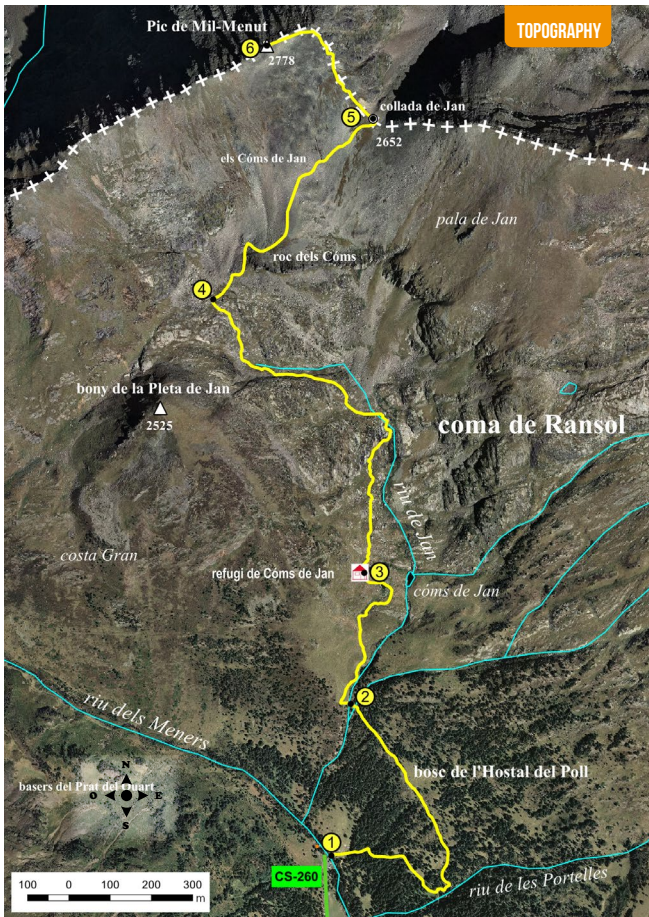 TOPOGRAPHY
Pic de Mil-Menut
6
2778
collada de Jan
5
2652
els Cóms de Jan
pala de Jan
roc dels Cóms
4
bony de la Pleta de Jan
2525
coma de Ransol
riu de Jan
costa Gran
refugi de Cóms de Jan
3
cóms de Jan
2
riu dels Meners
bosc de l'Hostal del Poll
N
basers del Prat del Quart
O
E
S
1
CS-260
riu de les Portelles
100 0 100 200 300
m